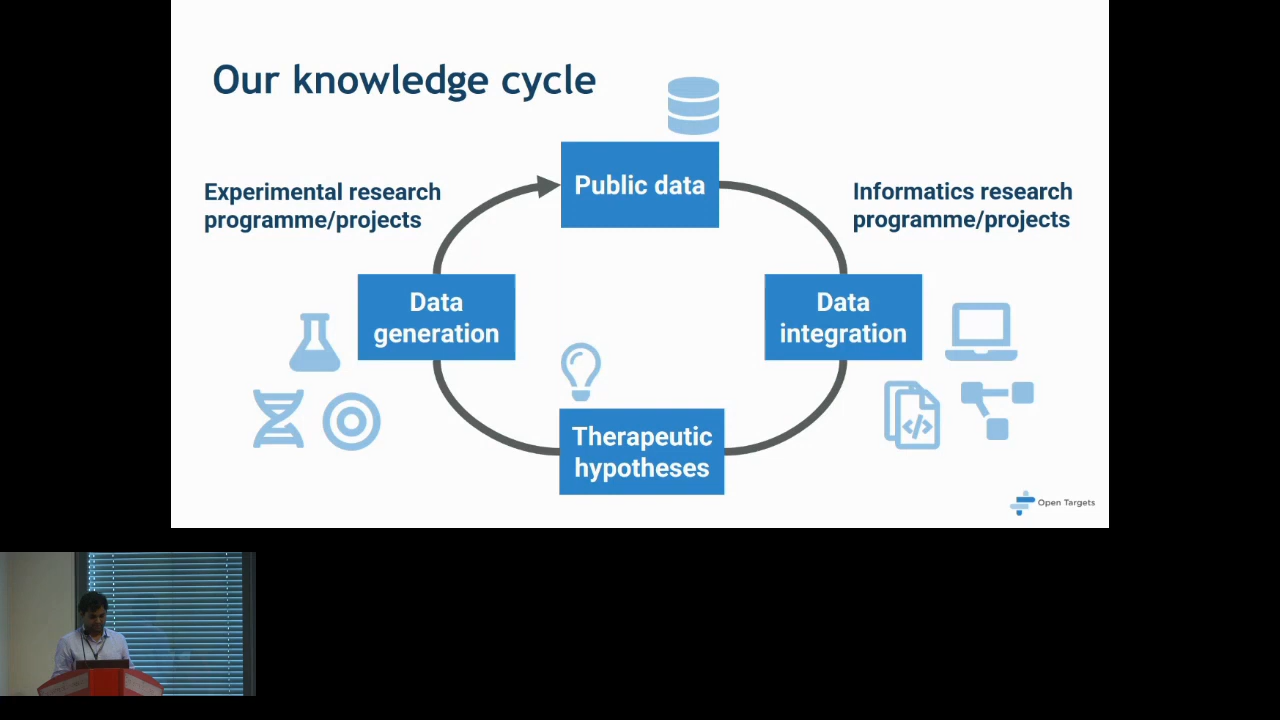 Our knowledge cycle
Public data
Experimental research
programme/projects
Informatics research
programme/projects
Data
generation
Data
integration
</>
Therapeutic
hypotheses
Open Targets